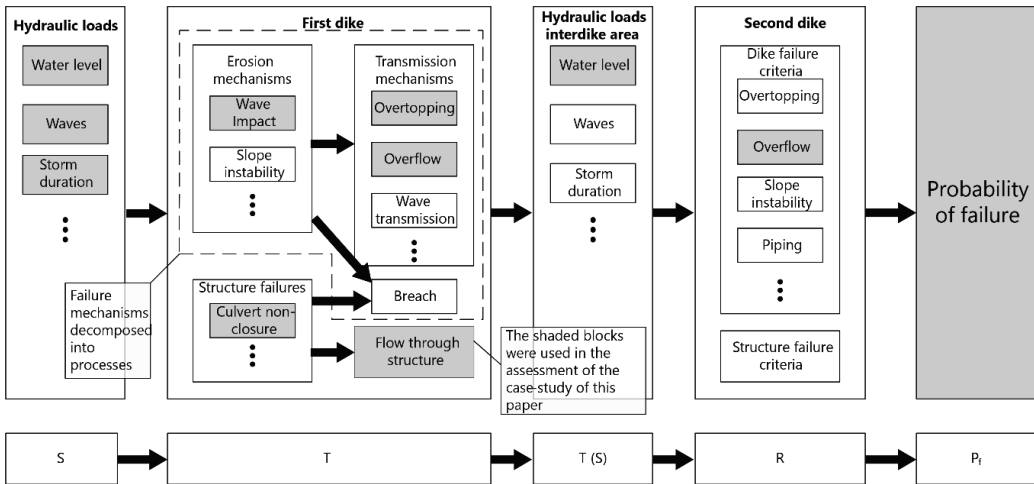 Hydraulic loads
Water level
Waves
Storm
duration
First dike
Erosion
mechanisms
Wave
Impact
Slope
instability
Transmission
mechanisms
Overtopping
Overflow
Wave
transmission
Structure failures
Culvert non-
closure
Breach
Flow through
structure
Failure
mechanisms
decomposed
into
processes
The shaded blocks
were used in the
assessment of the
case-study of this
paper
Hydraulic loads
interdike area
Water level
Waves
Storm
duration
Second dike
Dike failure
criteria
Overtopping
Overflow
Slope
instability
Piping
Structure failure
criteria
Probability
of failure
S
T
T (S)
R
Pf